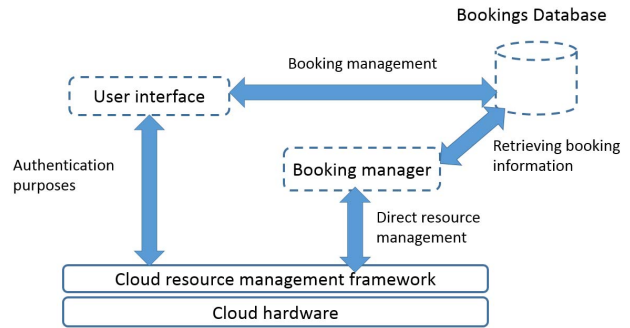 Bookings Database
Booking management
User interface
Retrieving booking
information
Authentication
purposes
Booking manager
Direct resource
management
Cloud resource management framework
Cloud hardware